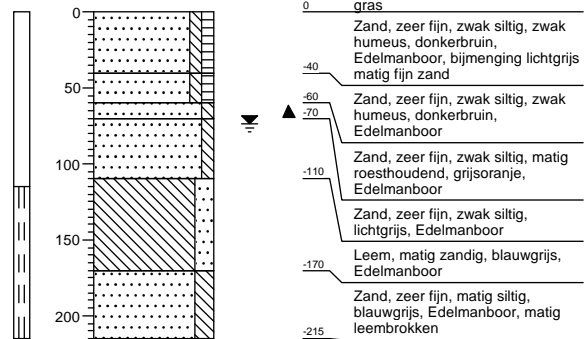 0
50
100
150
200
0
gras
Zand, zeer fijn, zwak siltig, zwak
humeus, donkerbruin,
Edelmanboor, bijmenging lichtgrijs
matig fijn zand
-40
Zand, zeer fijn, zwak siltig, zwak
humeus, donkerbruin,
Edelmanboor
-60
-70
Zand, zeer fijn, zwak siltig, matig
roesthoudend, grijsoranje,
Edelmanboor
-110
Zand, zeer fijn, zwak siltig,
lichtgrijs, Edelmanboor
Leem, matig zandig, blauwgrijs,
Edelmanboor
-170
Zand, zeer fijn, matig siltig,
blauwgrijs, Edelmanboor, matig
leembrokken
-215